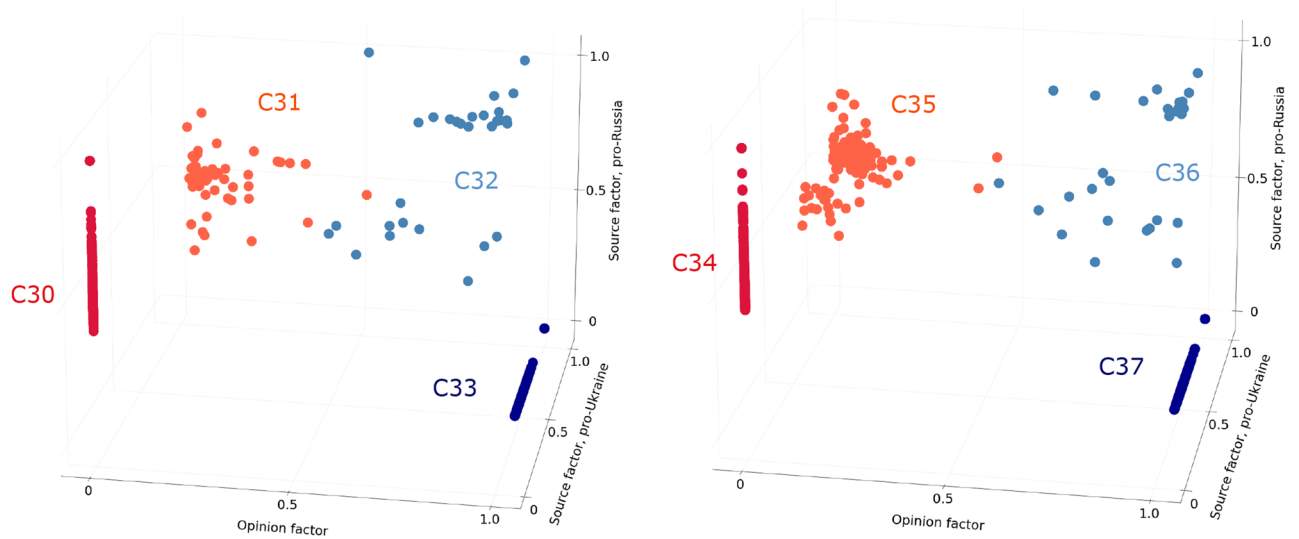 C31
C32
C30
C33
1.0
0.5
0
1.0
0.5
0
0
0.5
1.0
Opinion factor
Source factor, pro-Ukraine
Source factor, pro-Russia
C35
C36
C34
C37
1.0
0.5
0
1.0
0.5
0
0
0.5
1.0
Opinion factor
Source factor, pro-Ukraine
Source factor, pro-Russia